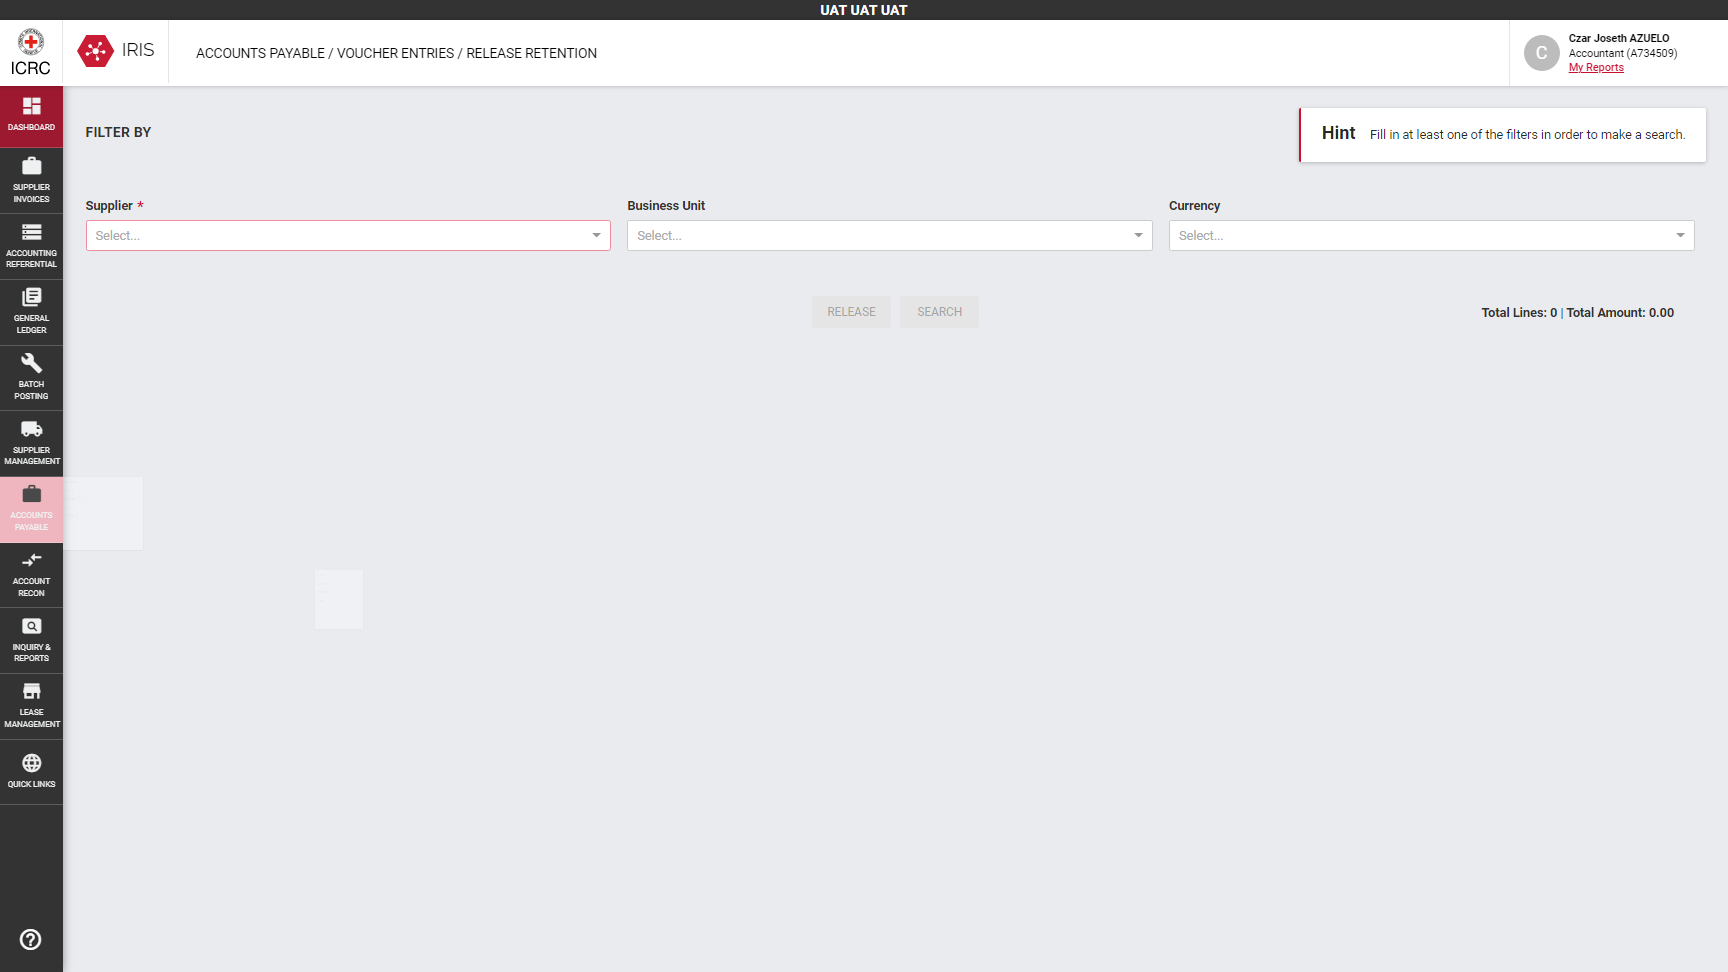 UAT UAT UAT
ICRC
IRIS
ACCOUNTS PAYABLE / VOUCHER ENTRIES / RELEASE RETENTION
C
Czar Joseth AZUELO
Accountant (A734509)
My Reports
DASHBOARD
SUPPLIER
INVOICES
ACCOUNTING
REFERENTIAL
GENERAL
LEDGER
BATCH
POSTING
SUPPLIER
MANAGEMENT
ACCOUNTS
PAYABLE
ACCOUNT
RECON
INQUIRY &
REPORTS
LEASE
MANAGEMENT
QUICK LINKS
FILTER BY
Hint Fill in at least one of the filters in order to make a search.
Supplier *
Select...
Business Unit
Select...
Currency
Select...
RELEASE
SEARCH
Total Lines: 0 | Total Amount: 0.00